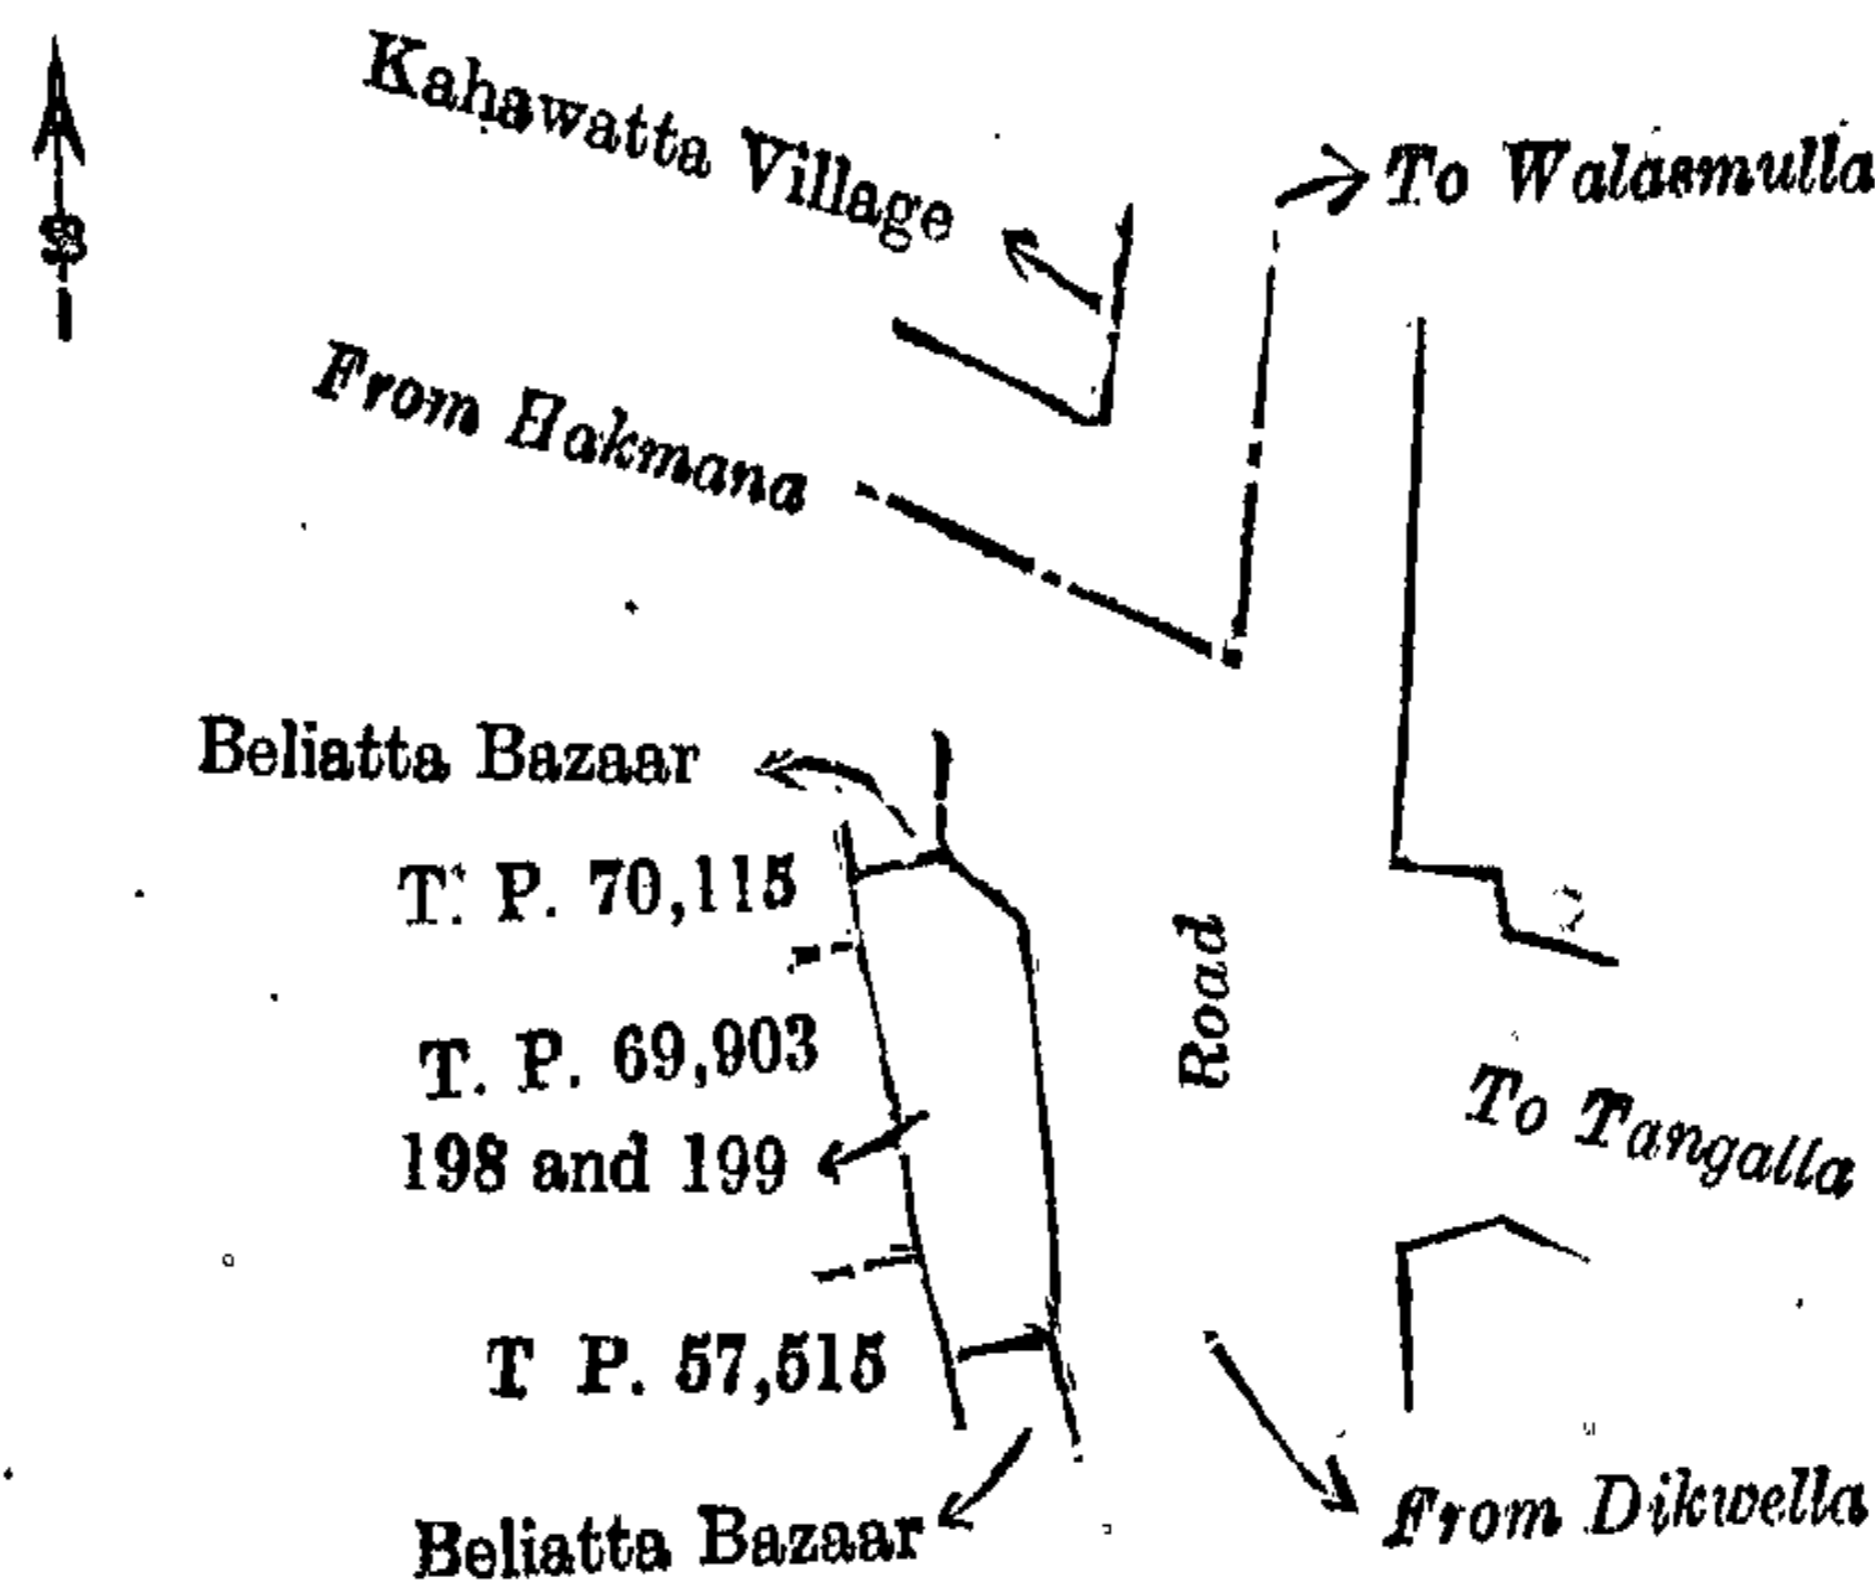 Kahawatta Village
To Walasmulla
From Hakmana
Beliatta Bazaar
T. P. 70,115
Road
T. P. 69,903
198 and 199
To Tangalla
T P. 57,515
Beliatta Bazaar
From Dikwella